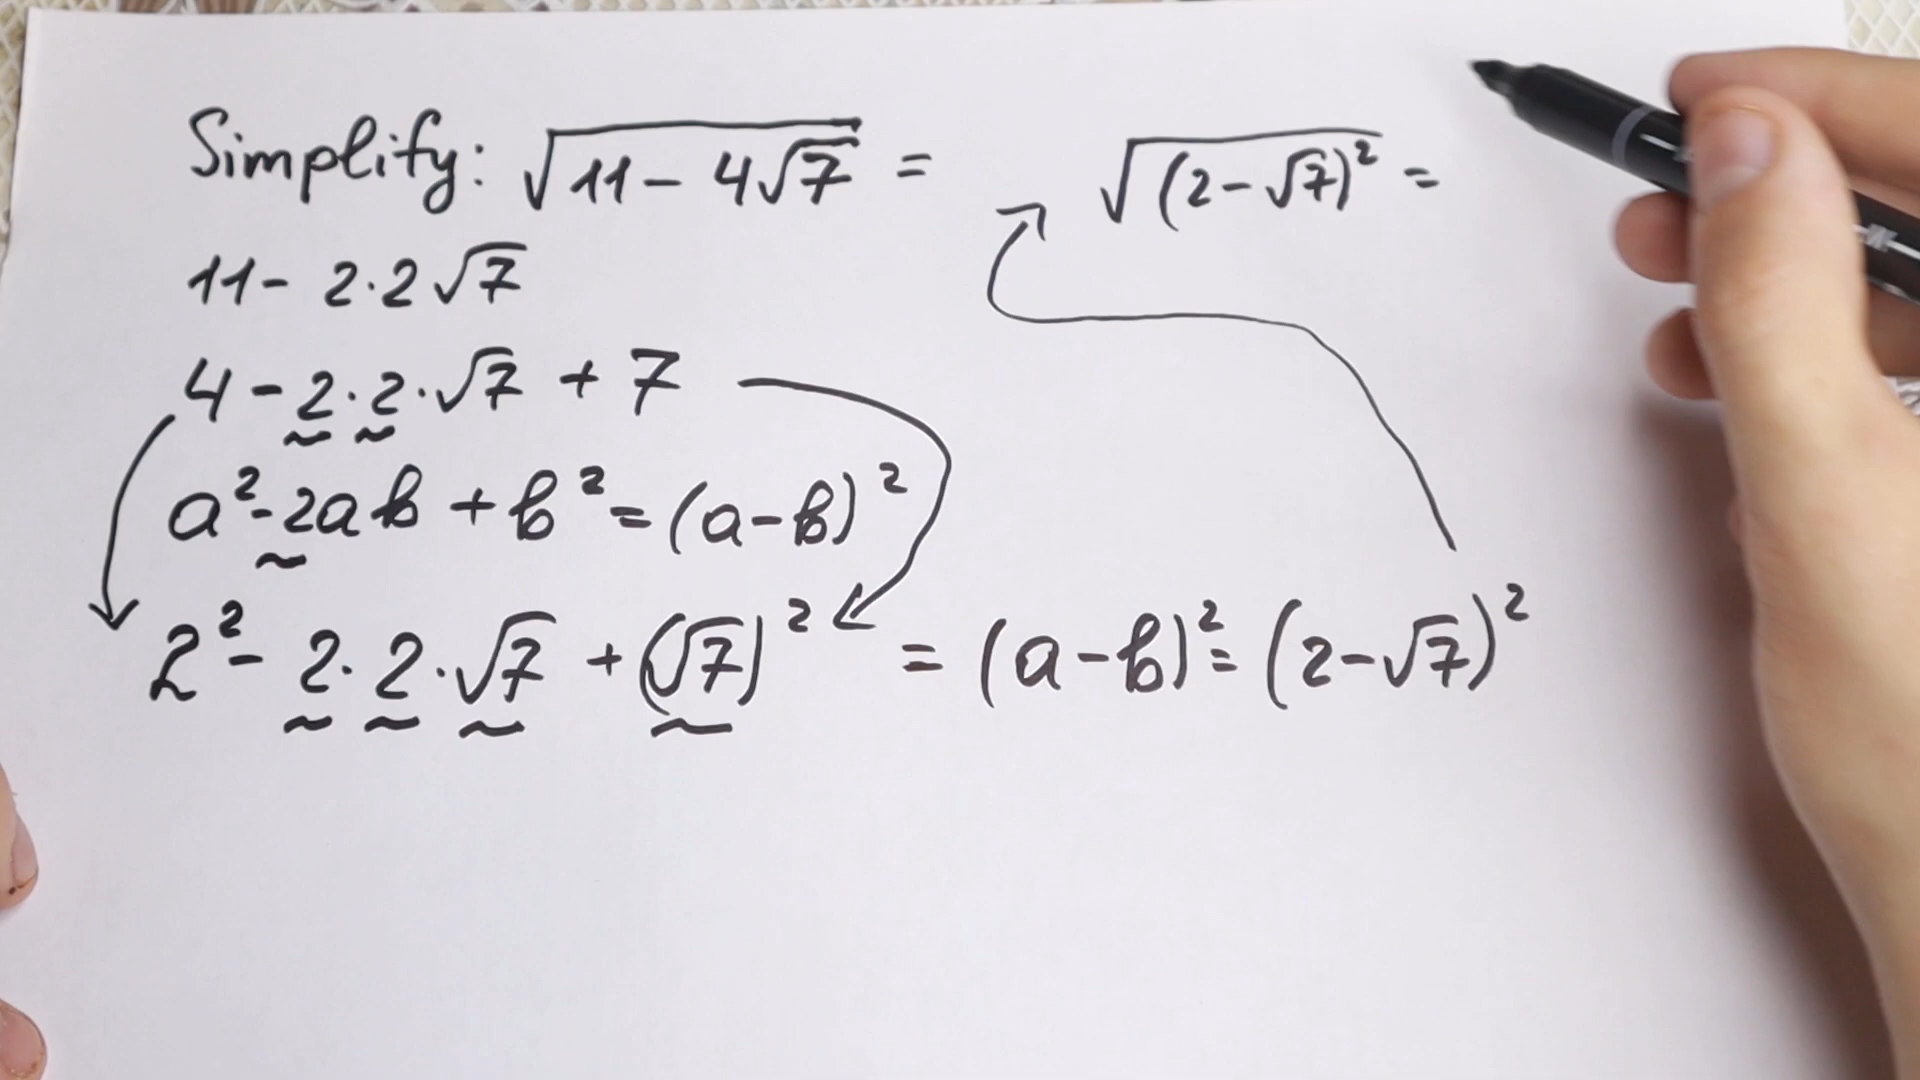 Simplify: √(11 - 4√7) = √((2-√7)²) =
11 - 2·2√7
4 - 2·2·√7 + 7
a² - 2ab + b² = (a-b)²
2² - 2·2·√7 + (√7)² = (a-b)² = (2-√7)²